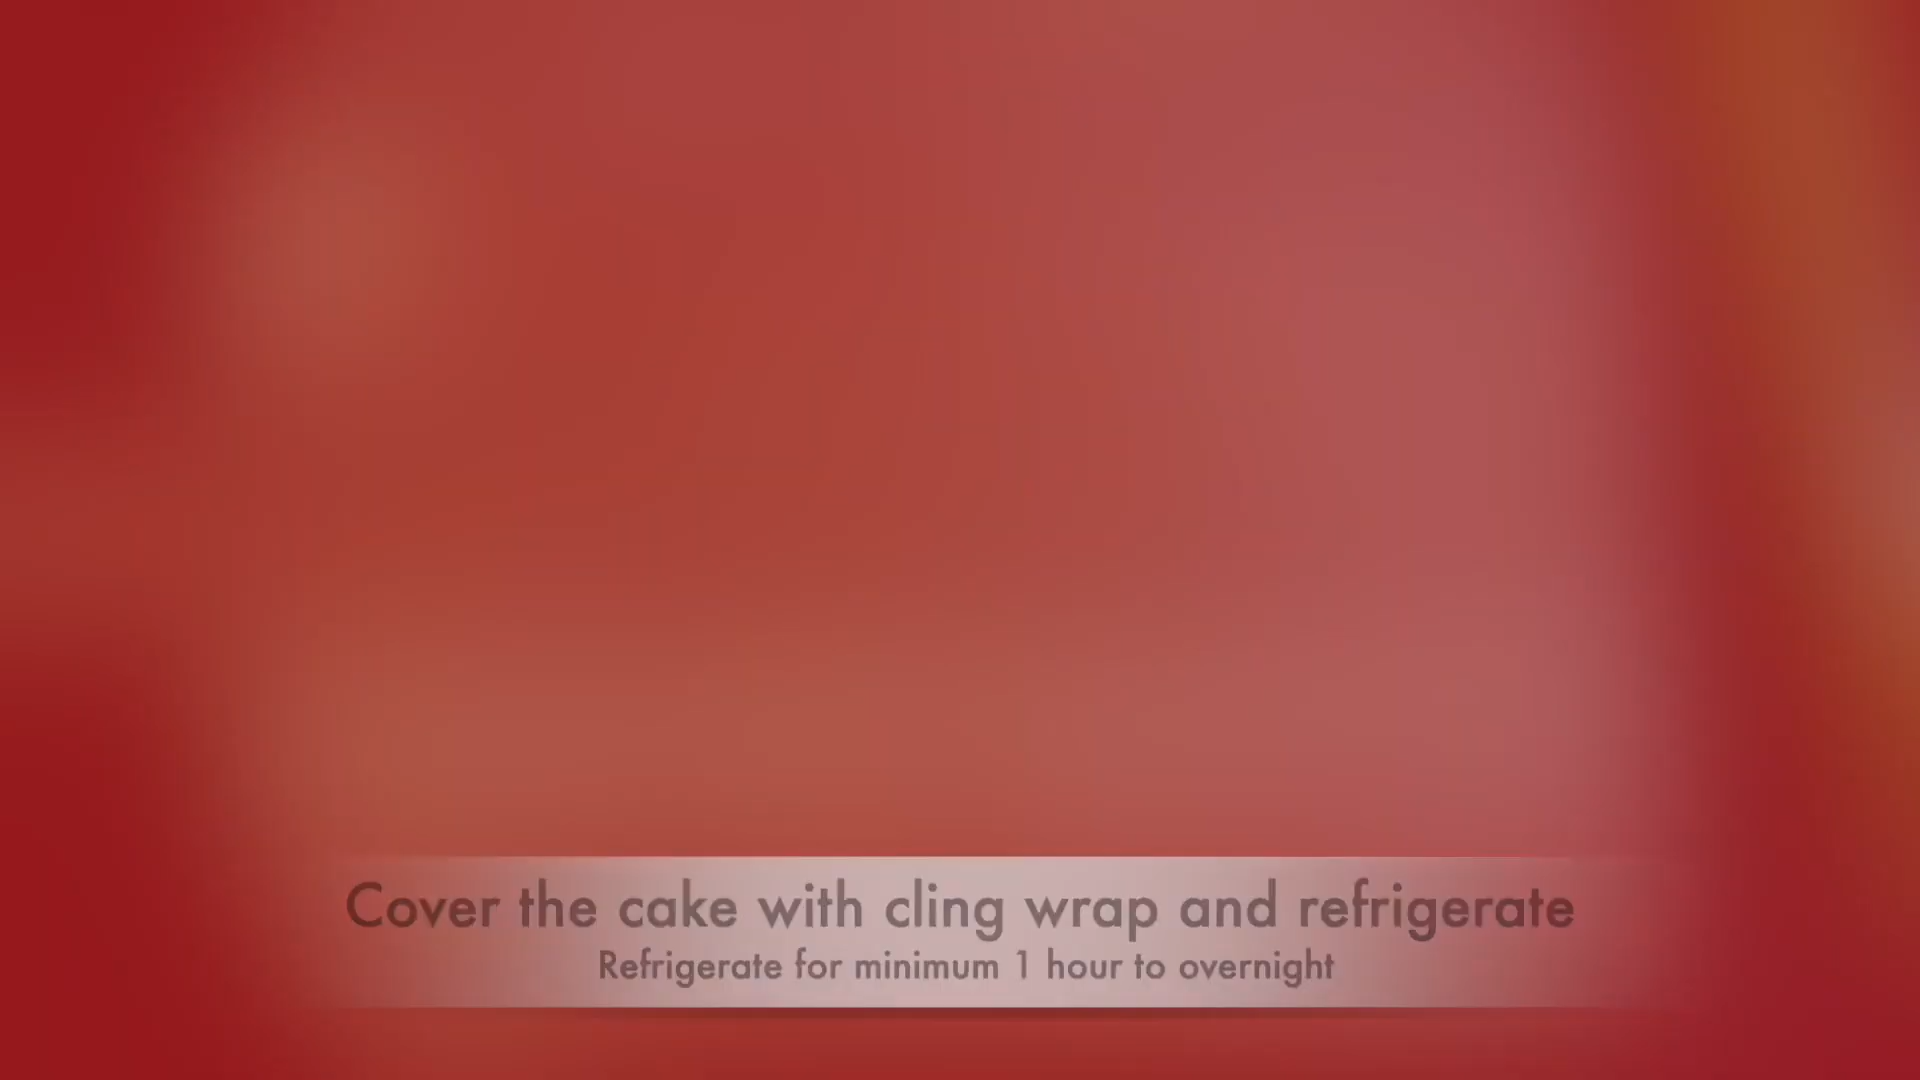 Cover the cake with cling wrap and refrigerate
Refrigerate for minimum 1 hour to overnight